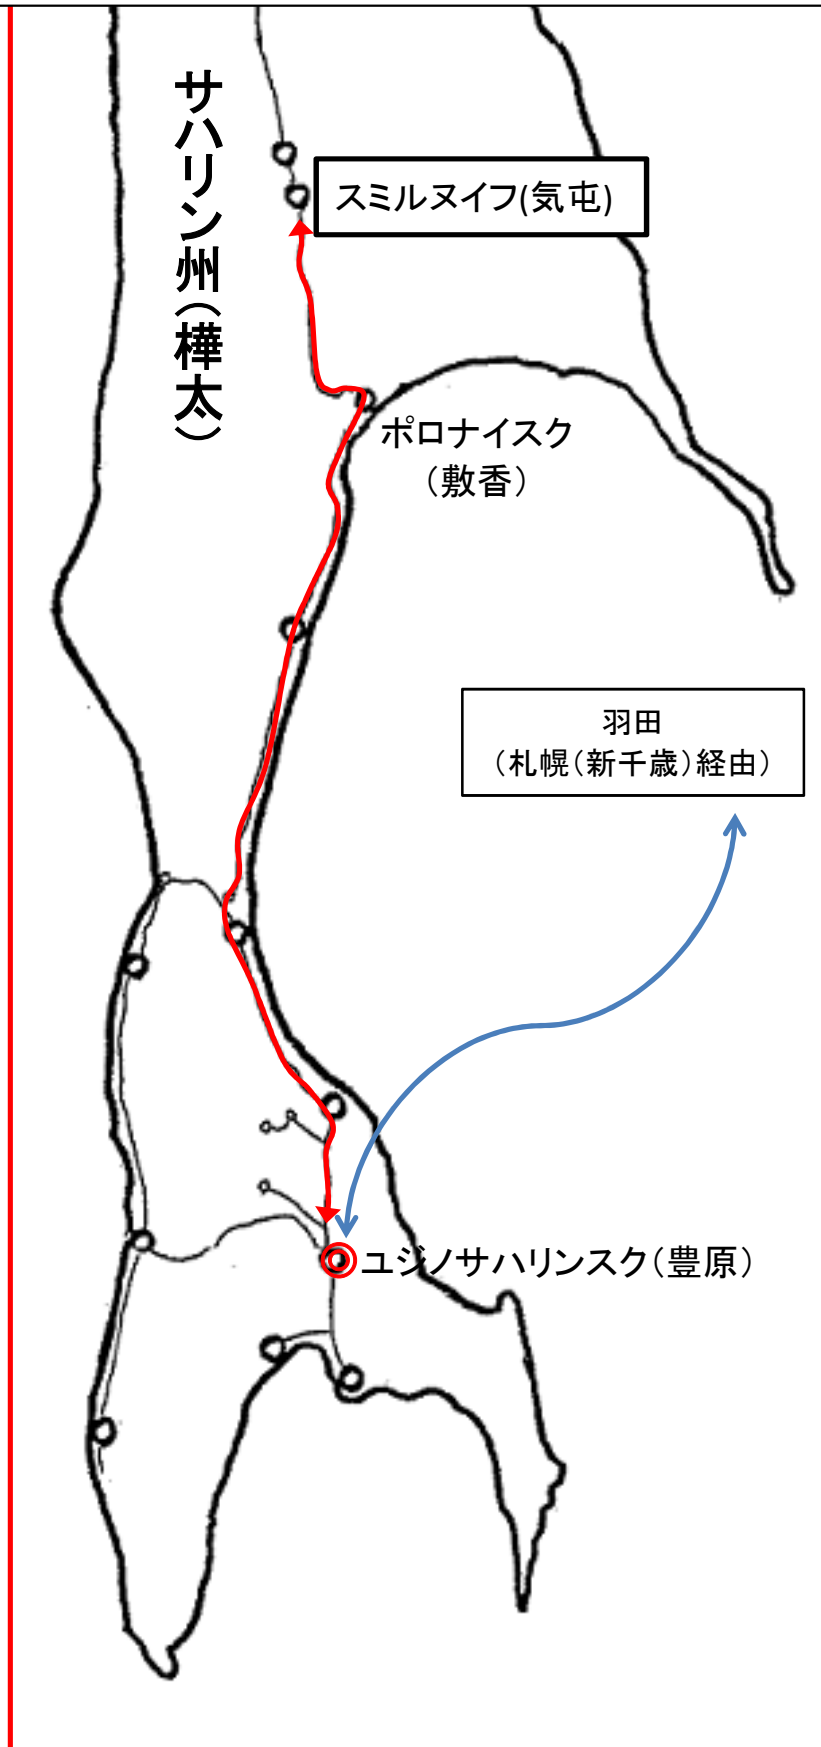 サハリン州（樺太）
スミルヌイフ(気屯)
ポロナイスク
（敷香）
羽田
（札幌（新千歳）経由）
ユジノサハリンスク（豊原）